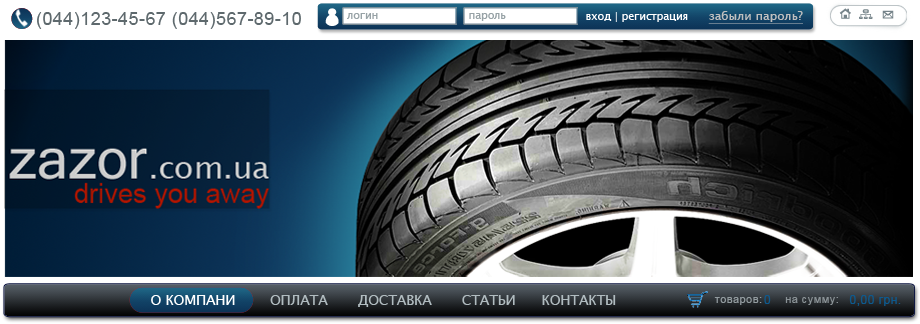 (044)123-45-67 (044)567-89-10
логин пароль вход | регистрация забыли пароль?
zazor.com.ua
drives you away
g-Force
О КОМПАНИ ОПЛАТА ДОСТАВКА СТАТЬИ КОНТАКТЫ товаров: 0 на сумму: 0,00 грн.